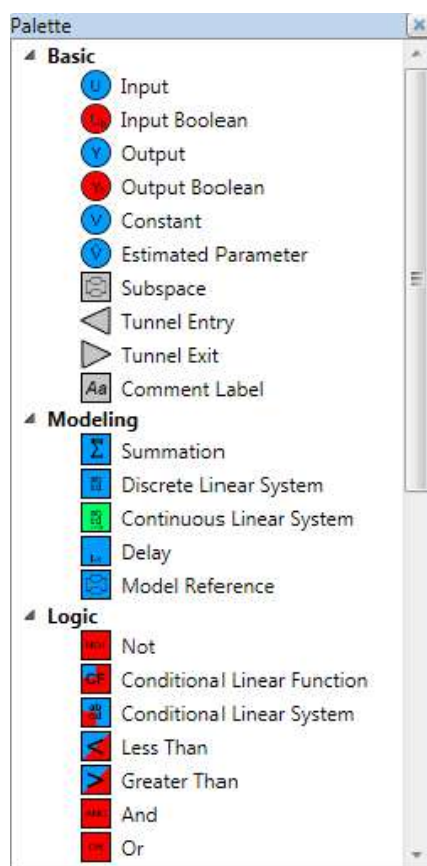 Palette
Basic
U Input
Input Boolean
Y Output
Output Boolean
V Constant
Estimated Parameter
Subspace
Tunnel Entry
Tunnel Exit
Aa Comment Label
Modeling
Σ Summation
Discrete Linear System
Continuous Linear System
Delay
Model Reference
Logic
Not
CF Conditional Linear Function
Conditional Linear System
< Less Than
> Greater Than
And
Or